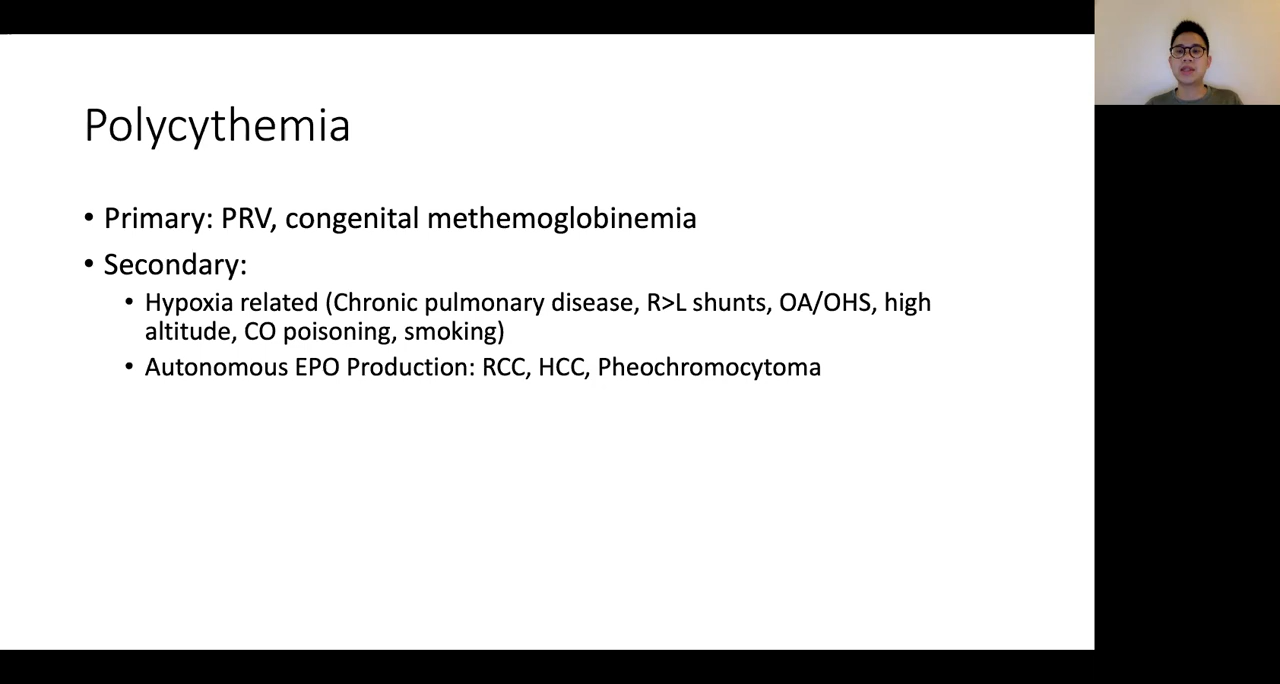 Polycythemia
• Primary: PRV, congenital methemoglobinemia
• Secondary:
• Hypoxia related (Chronic pulmonary disease, R>L shunts, OA/OHS, high
altitude, CO poisoning, smoking)
• Autonomous EPO Production: RCC, HCC, Pheochromocytoma